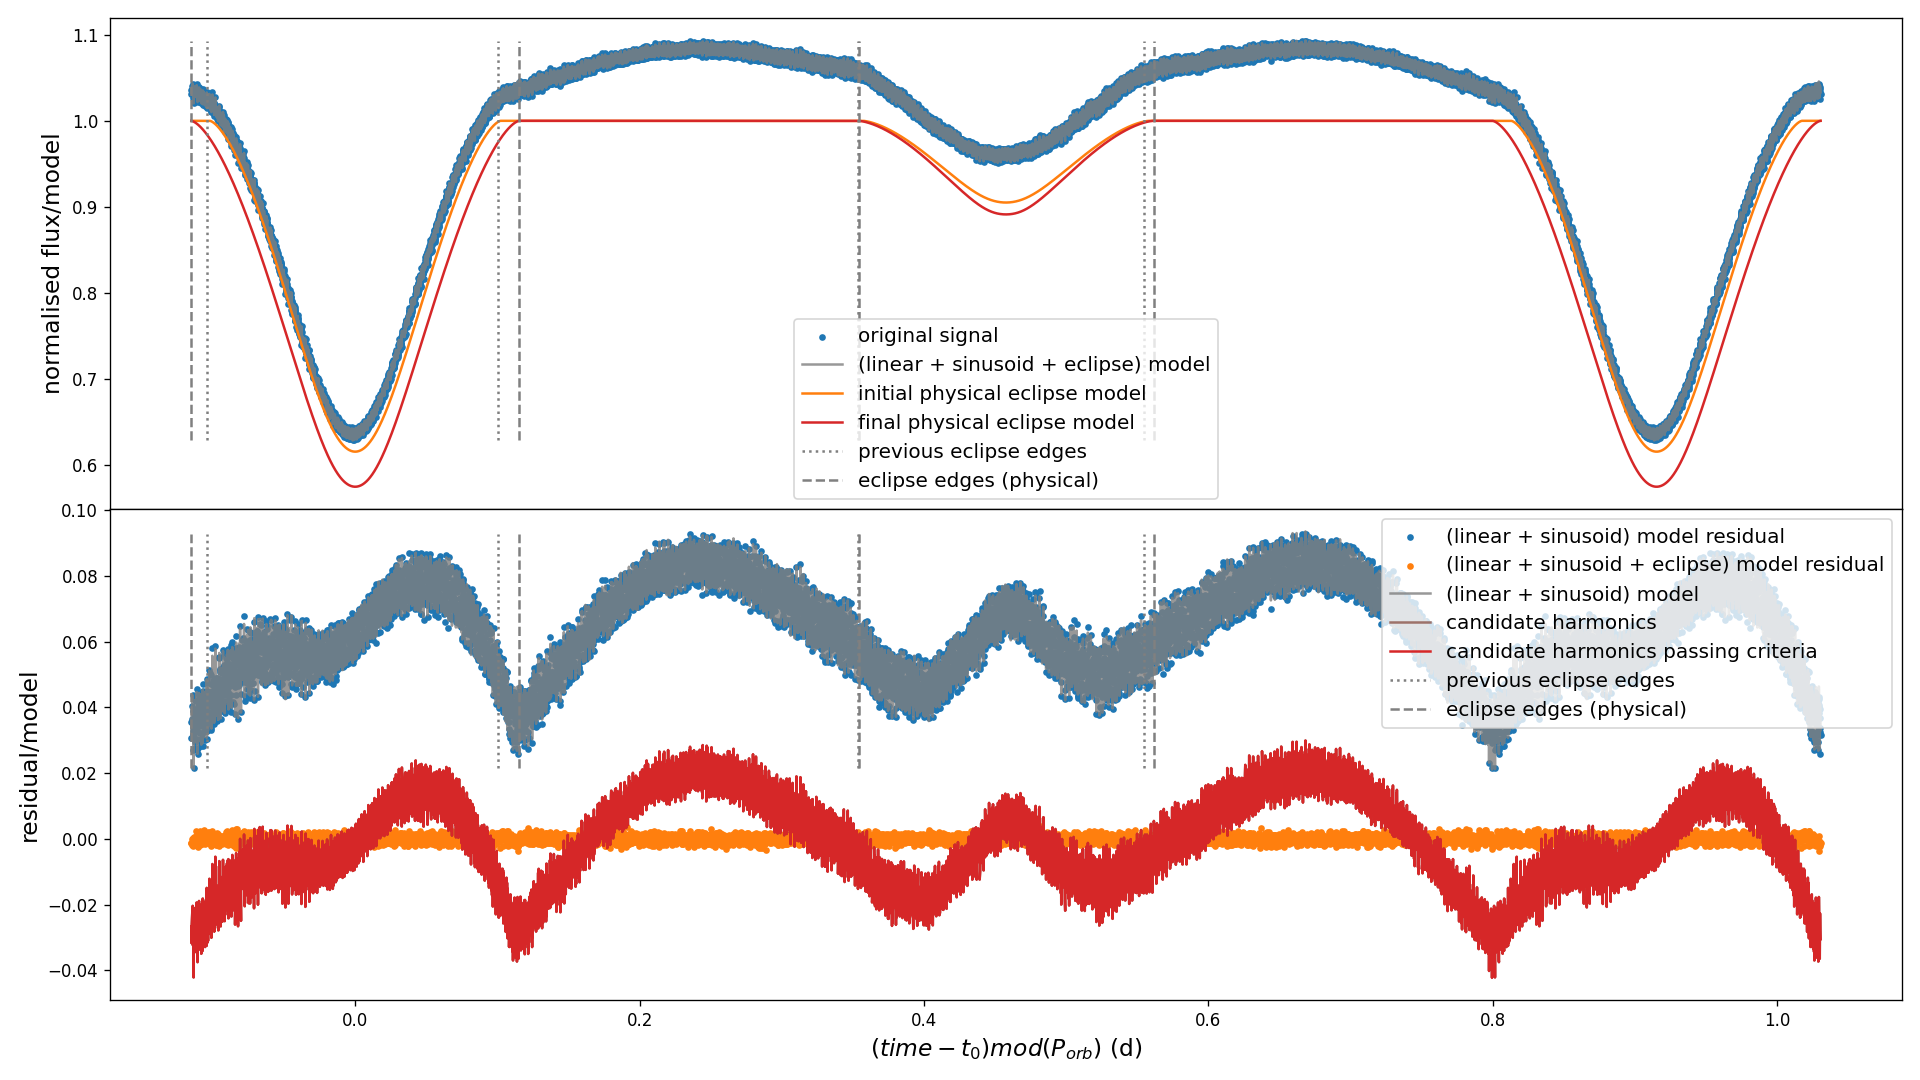 normalised flux/model
1.1
1.0
0.9
0.8
0.7
0.6
original signal
(linear + sinusoid + eclipse) model
initial physical eclipse model
final physical eclipse model
previous eclipse edges
eclipse edges (physical)
residual/model
0.10
0.08
0.06
0.04
0.02
0.00
−0.02
−0.04
(linear + sinusoid) model residual
(linear + sinusoid + eclipse) model residual
(linear + sinusoid) model
candidate harmonics
candidate harmonics passing criteria
previous eclipse edges
eclipse edges (physical)
0.0 0.2 0.4 0.6 0.8 1.0
(time − t₀)mod(P_orb) (d)